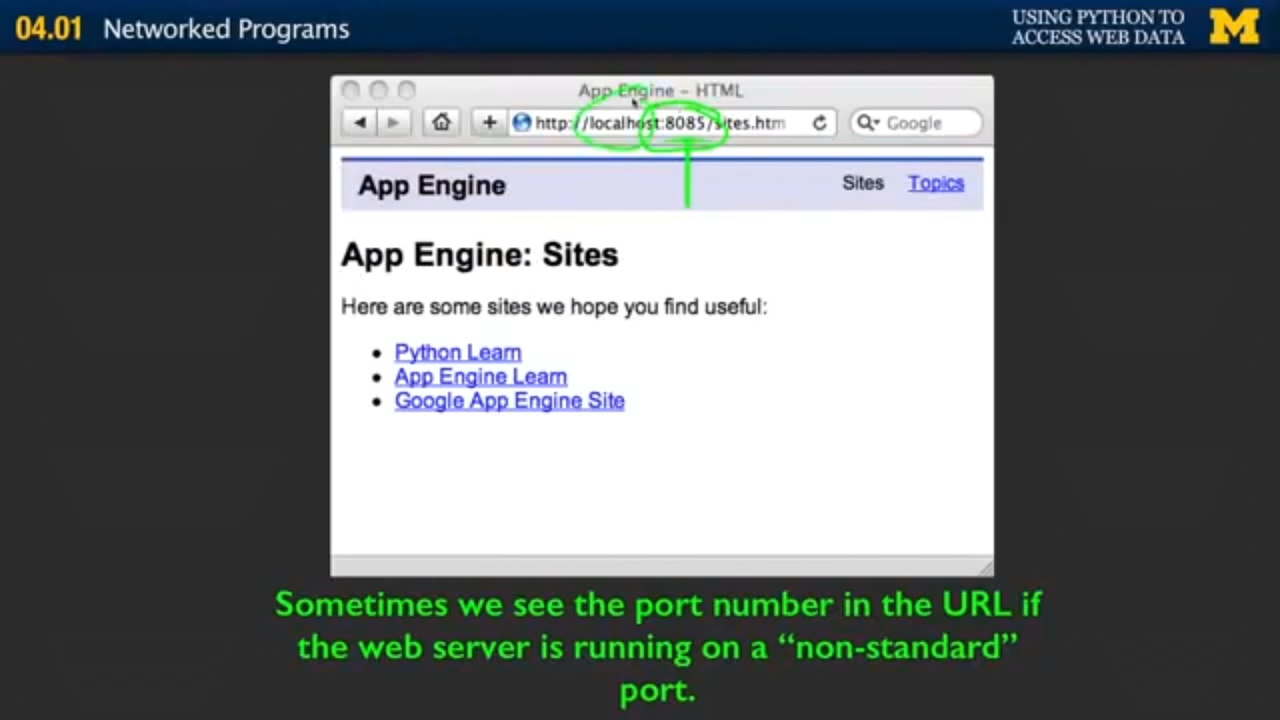 04.01 Networked Programs
USING PYTHON TO
ACCESS WEB DATA
M
App Engine – HTML
http://localhost:8085/sites.htm
Google
App Engine
Sites Topics
App Engine: Sites
Here are some sites we hope you find useful:
• Python Learn
• App Engine Learn
• Google App Engine Site
Sometimes we see the port number in the URL if
the web server is running on a “non-standard”
port.